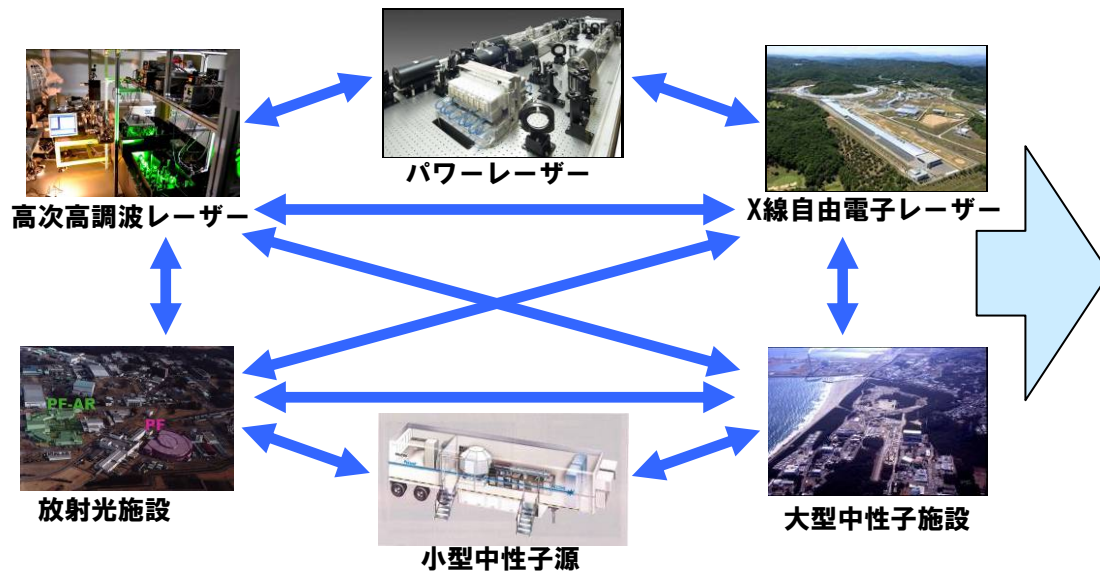 パワーレーザー
高次高調波レーザー
X線自由電子レーザー
PF-AR
PF
放射光施設
大型中性子施設
小型中性子源